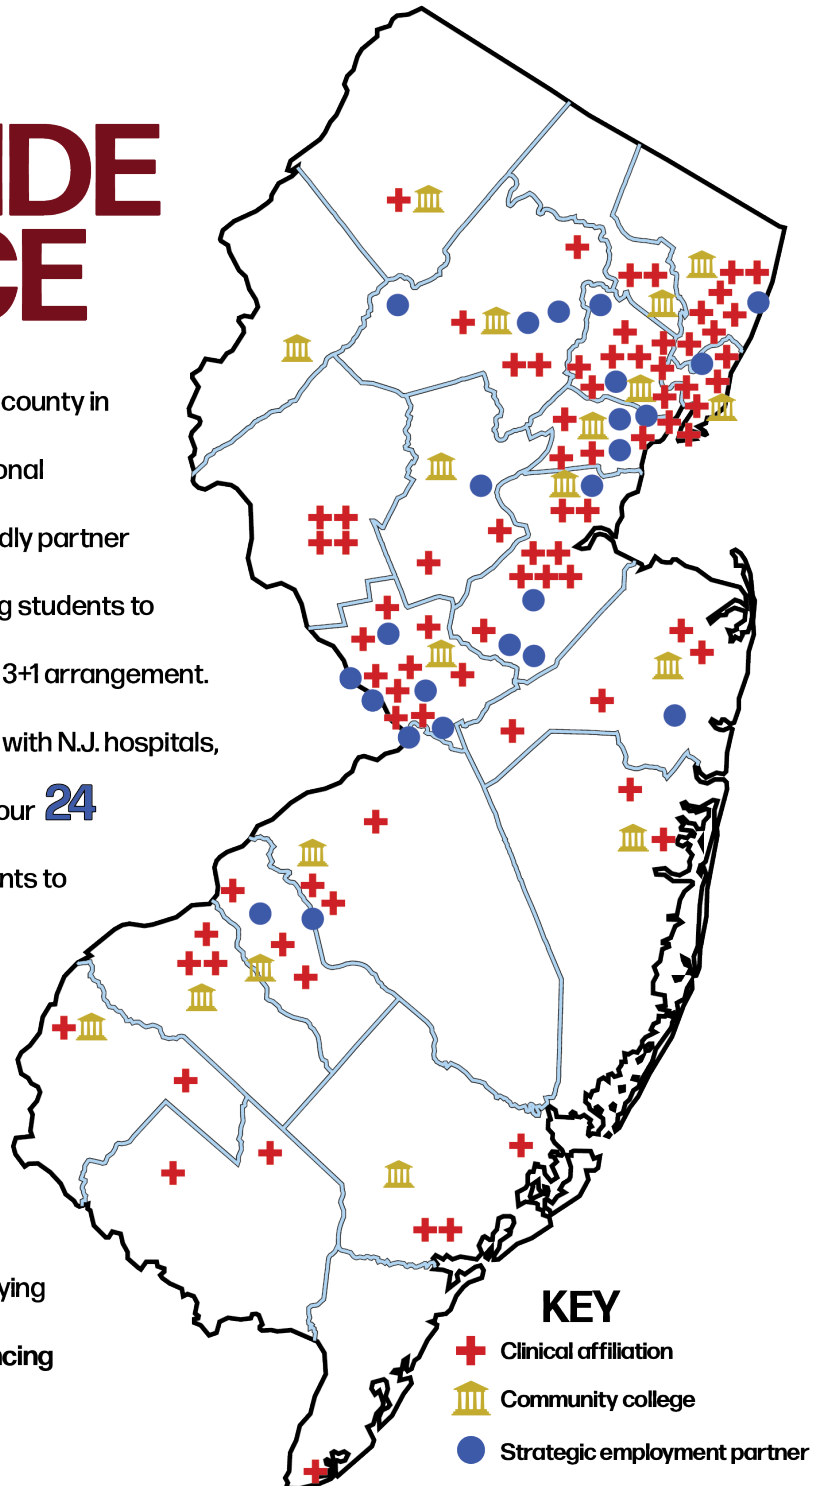 IDE
CE
county in
onal
dly partner
g students to
3+1 arrangement.
with N.J. hospitals,
our 24
nts to
ying
ncing
KEY
Clinical affiliation
Community college
Strategic employment partner